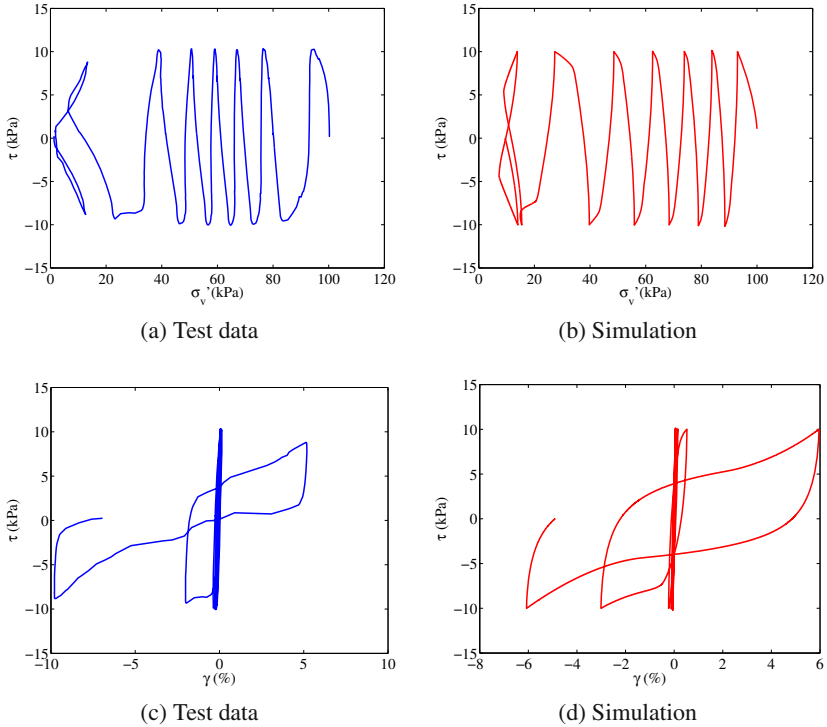 15
10
5
0
−5
−10
−15
τ (kPa)
0 20 40 60 80 100 120
σv'(kPa)
(a) Test data
15
10
5
0
−5
−10
−15
τ (kPa)
0 20 40 60 80 100 120
σv'(kPa)
(b) Simulation
15
10
5
0
−5
−10
−15
τ (kPa)
−10 −5 0 5 10
γ (%)
(c) Test data
15
10
5
0
−5
−10
−15
τ (kPa)
−8 −6 −4 −2 0 2 4 6
γ (%)
(d) Simulation